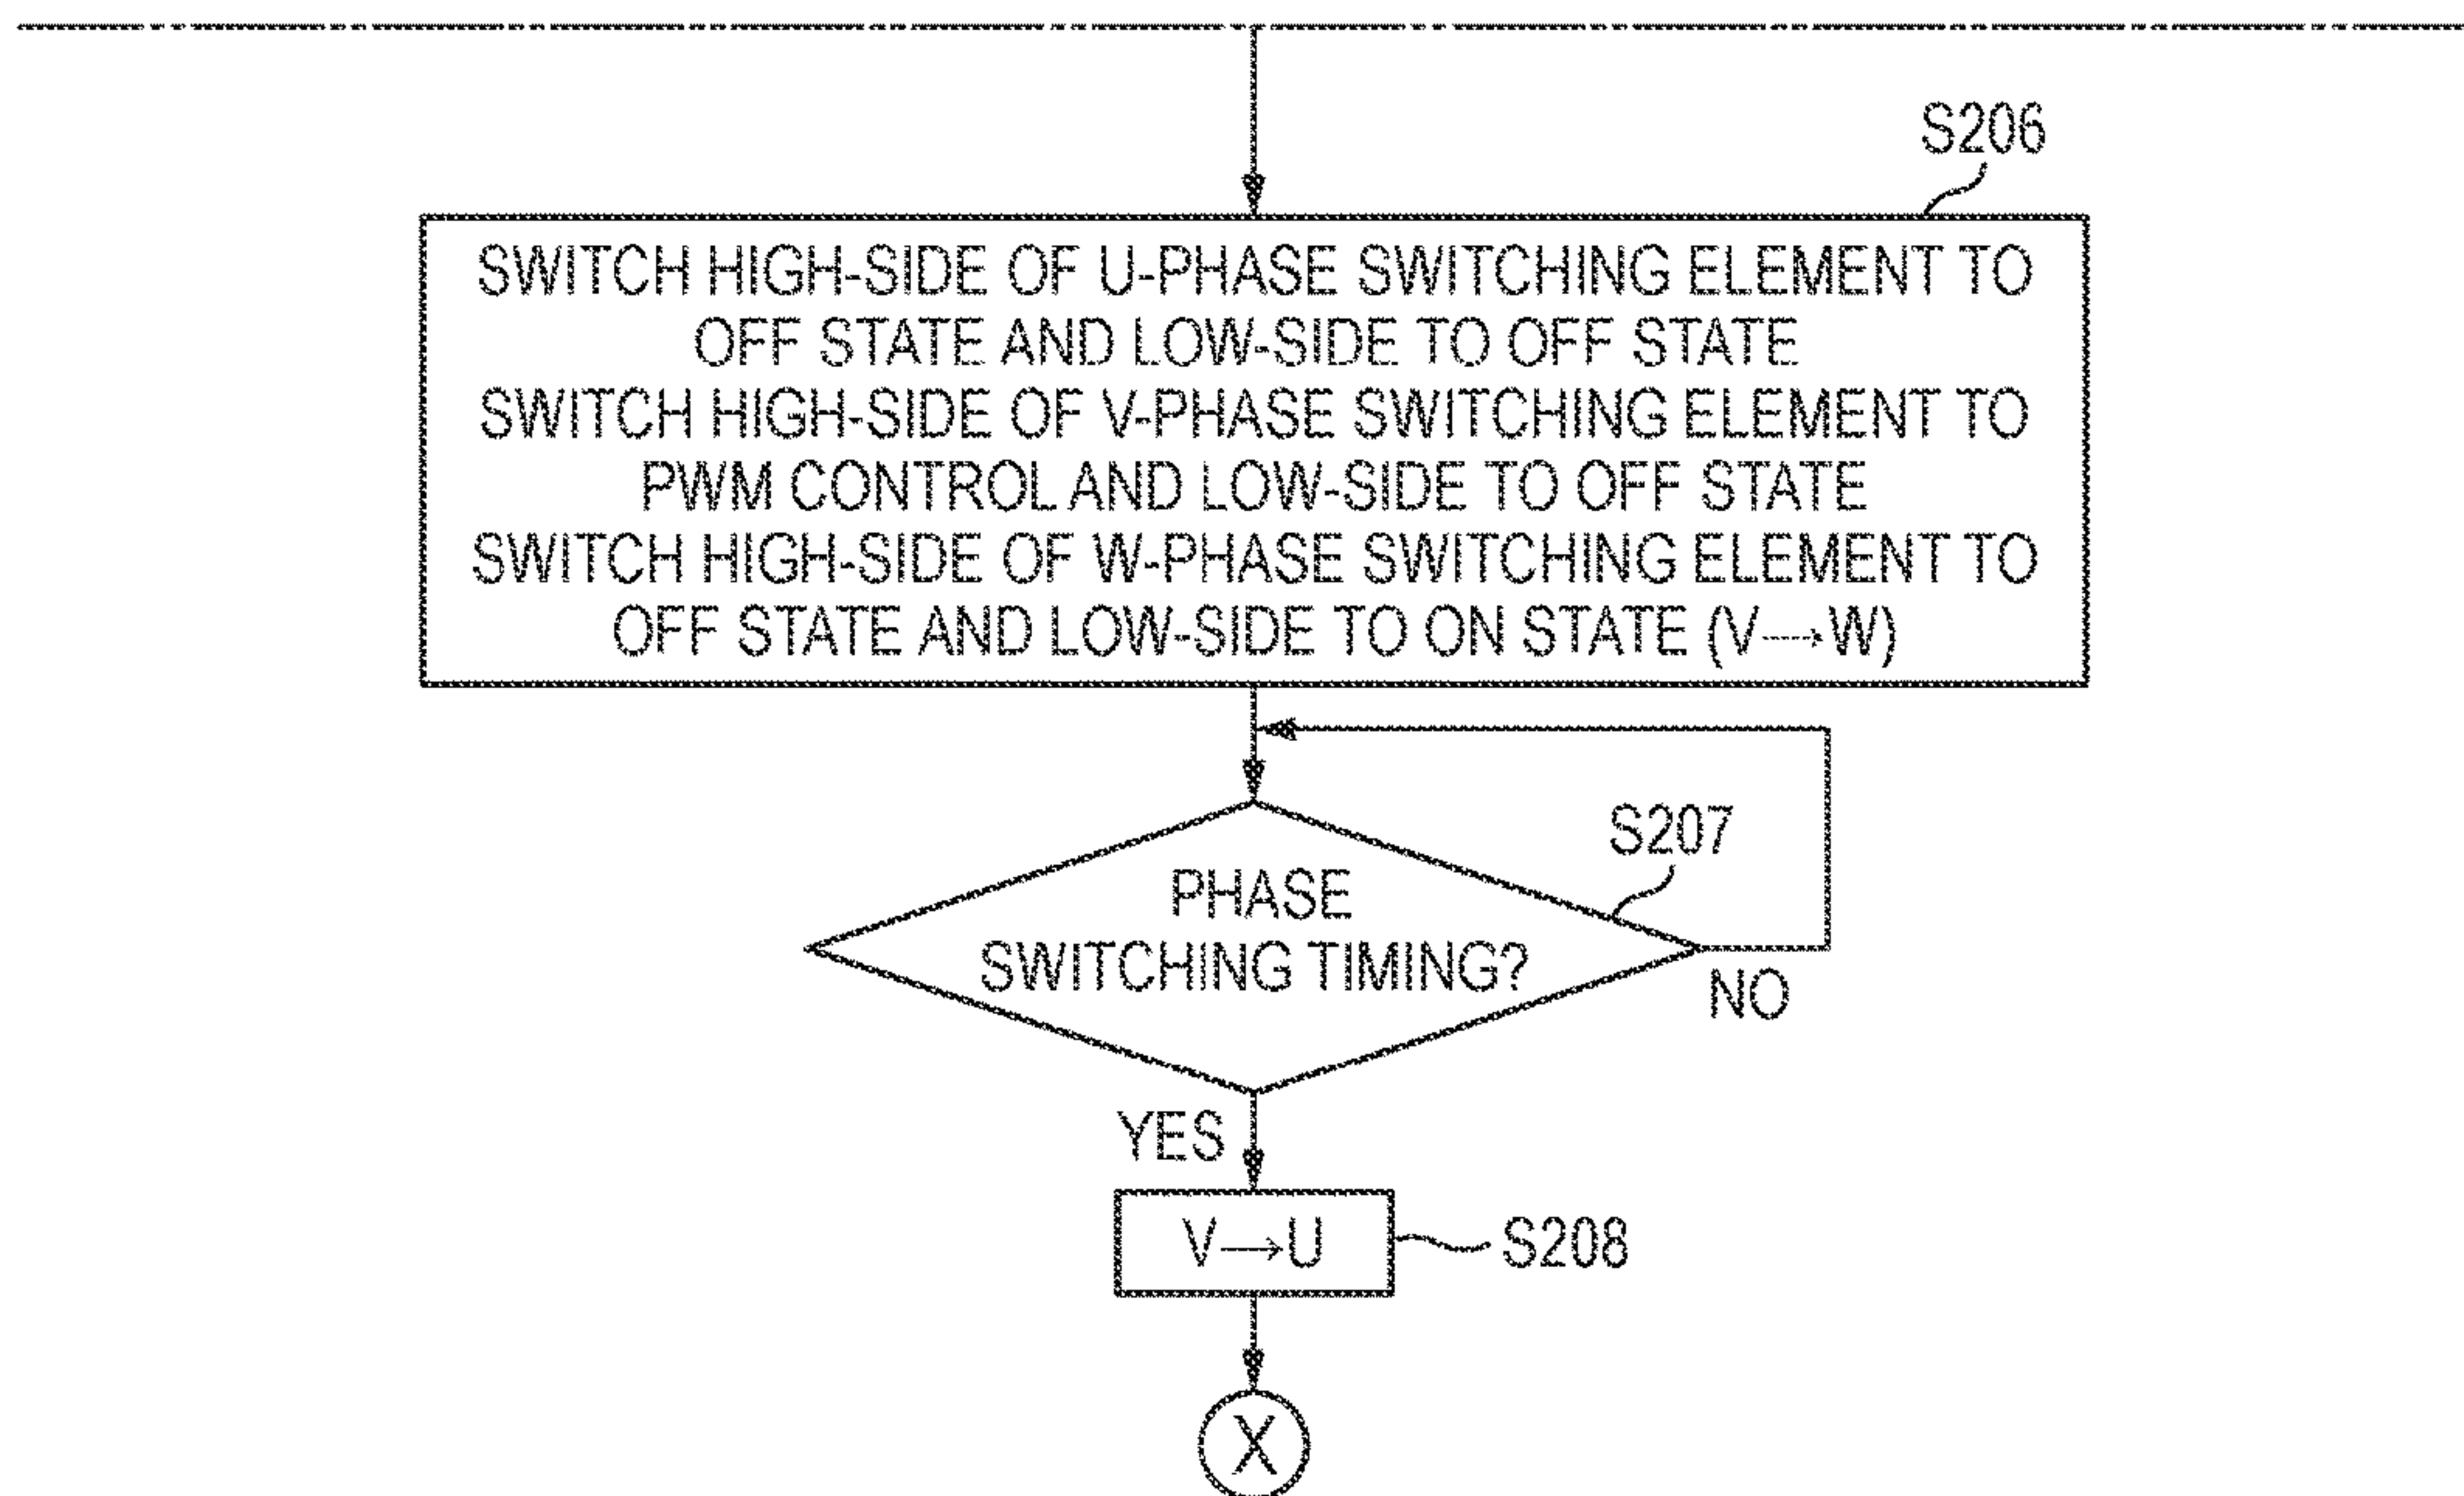 S206
SWITCH HIGH-SIDE OF U-PHASE SWITCHING ELEMENT TO
OFF STATE AND LOW-SIDE TO OFF STATE
SWITCH HIGH-SIDE OF V-PHASE SWITCHING ELEMENT TO
PWM CONTROL AND LOW-SIDE TO OFF STATE
SWITCH HIGH-SIDE OF W-PHASE SWITCHING ELEMENT TO
OFF STATE AND LOW-SIDE TO ON STATE (V→W)
S207
PHASE
SWITCHING TIMING?
NO
YES
V→U
S208
X